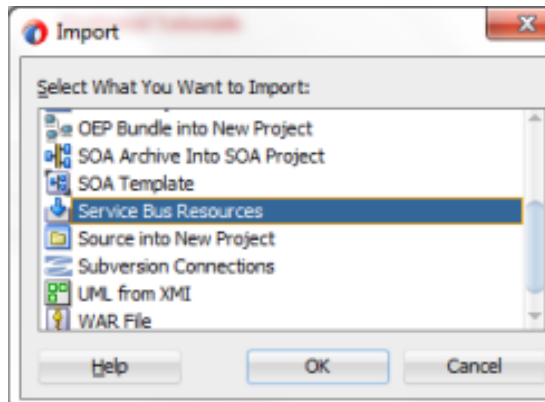 Import
Select What You Want to Import:
OEP Bundle into New Project
SOA Archive Into SOA Project
SOA Template
Service Bus Resources
Source into New Project
Subversion Connections
UML from XMI
WAR File
Help
OK
Cancel